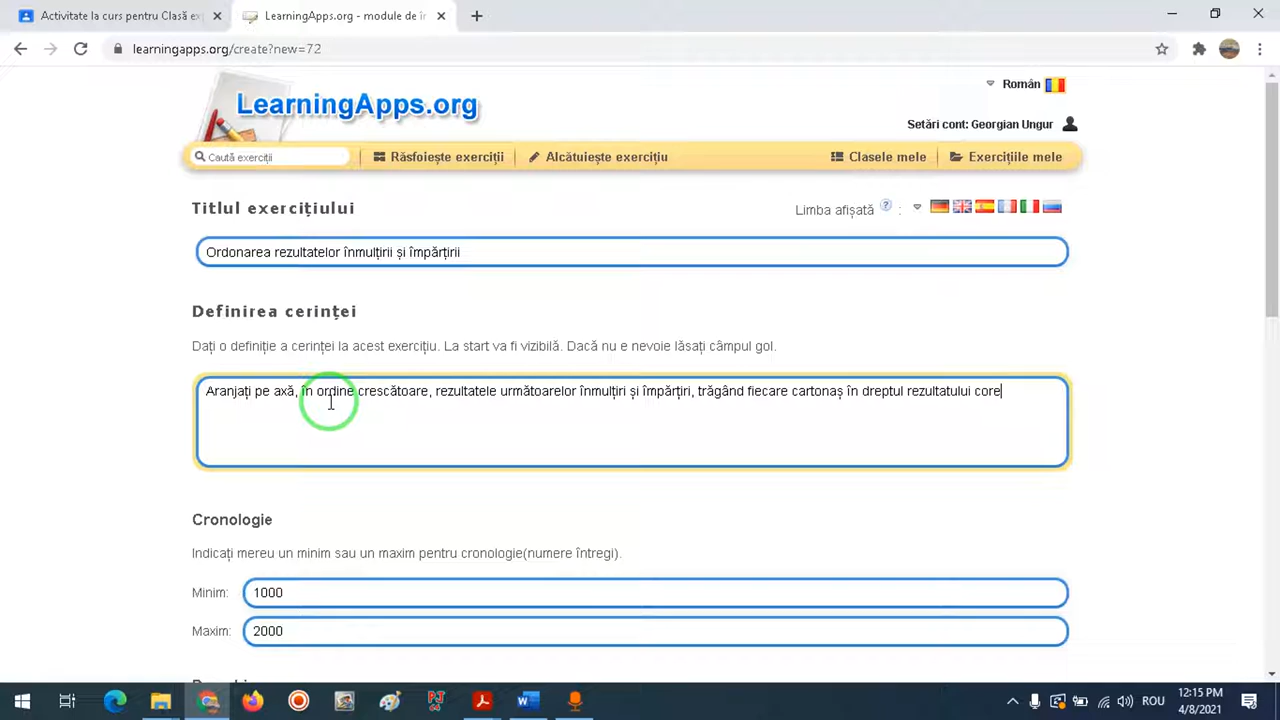 Activitate la curs pentru Clasă exp
LearningApps.org - module de în
learningapps.org/create?new=72
LearningApps.org
Român
Setări cont: Georgian Ungur
Caută exerciții
Răsfoiește exerciții
Alcătuiește exercițiu
Clasele mele
Exercițiile mele
Titlul exercițiului
Limba afișată ? :
Ordonarea rezultatelor înmulțirii și împărțirii
Definirea cerinței
Dați o definiție a cerinței la acest exercițiu. La start va fi vizibilă. Dacă nu e nevoie lăsați câmpul gol.
Aranjați pe axă, în ordine crescătoare, rezultatele următoarelor înmulțiri și împărțiri, trăgând fiecare cartonaș în dreptul rezultatului core
Cronologie
Indicați mereu un minim sau un maxim pentru cronologie(numere întregi).
Minim: 1000
Maxim: 2000
ROU
12:15 PM
4/8/2021